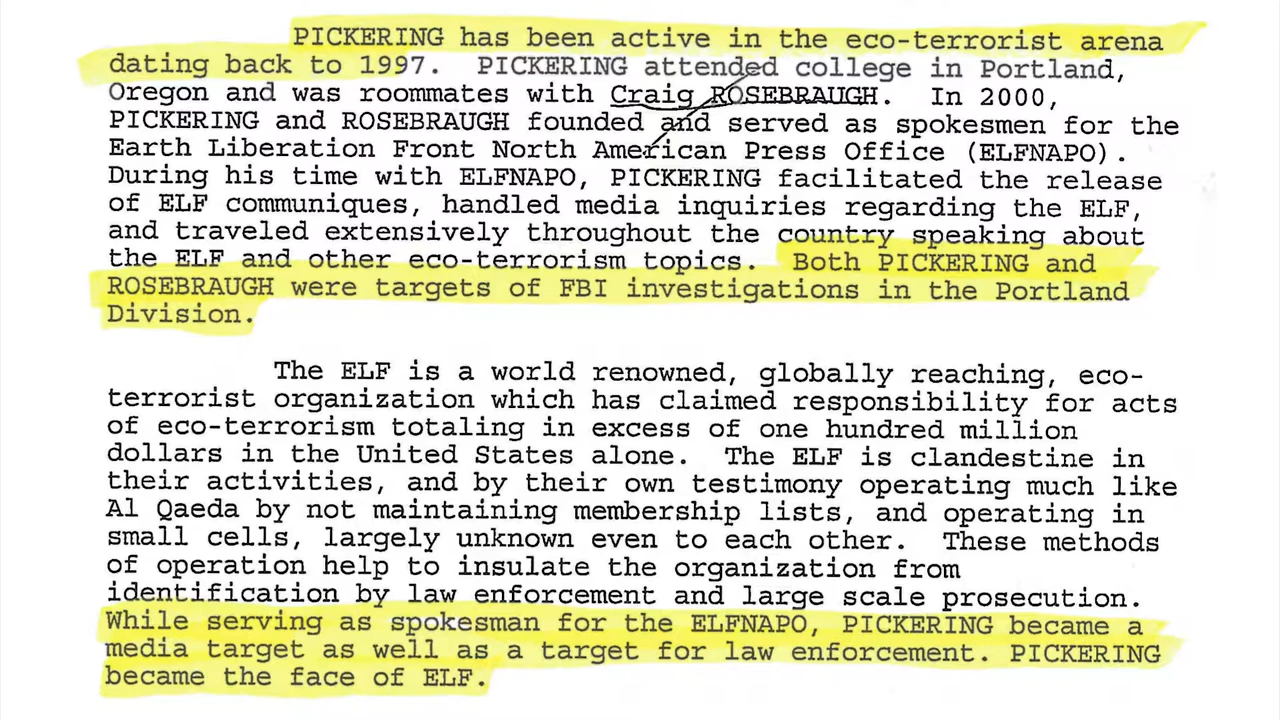 PICKERING has been active in the eco-terrorist arena
dating back to 1997.  PICKERING attended college in Portland,
Oregon and was roommates with Craig ROSEBRAUGH.  In 2000,
PICKERING and ROSEBRAUGH founded and served as spokesmen for the
Earth Liberation Front North American Press Office (ELFNAPO).
During his time with ELFNAPO, PICKERING facilitated the release
of ELF communiques, handled media inquiries regarding the ELF,
and traveled extensively throughout the country speaking about
the ELF and other eco-terrorism topics.  Both PICKERING and
ROSEBRAUGH were targets of FBI investigations in the Portland
Division.
The ELF is a world renowned, globally reaching, eco-
terrorist organization which has claimed responsibility for acts
of eco-terrorism totaling in excess of one hundred million
dollars in the United States alone.  The ELF is clandestine in
their activities, and by their own testimony operating much like
Al Qaeda by not maintaining membership lists, and operating in
small cells, largely unknown even to each other.  These methods
of operation help to insulate the organization from
identification by law enforcement and large scale prosecution.
While serving as spokesman for the ELFNAPO, PICKERING became a
media target as well as a target for law enforcement. PICKERING
became the face of ELF.